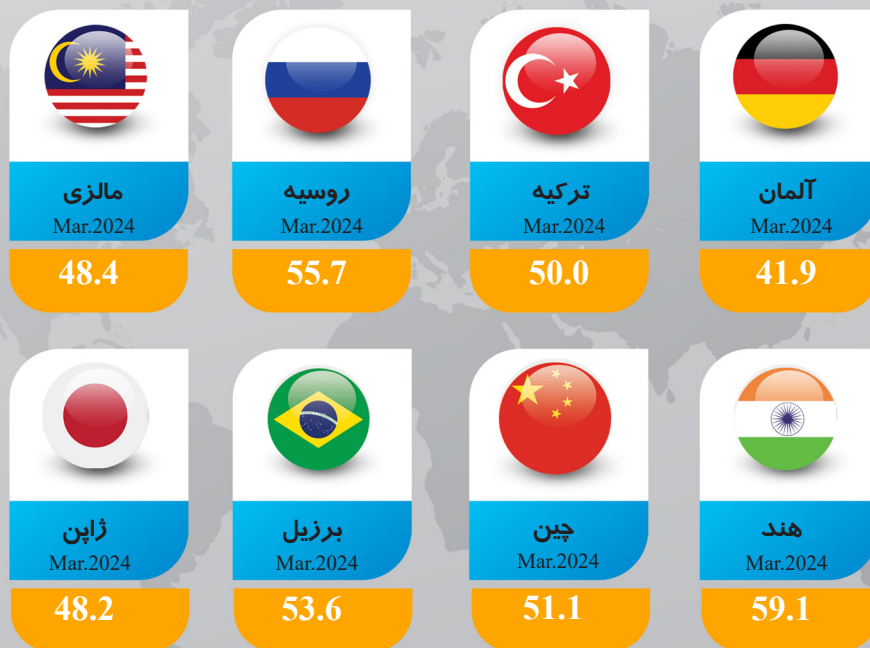 آلمان
Mar.2024
41.9
ترکیه
Mar.2024
50.0
روسیه
Mar.2024
55.7
مالزی
Mar.2024
48.4
هند
Mar.2024
59.1
چین
Mar.2024
51.1
برزیل
Mar.2024
53.6
ژاپن
Mar.2024
48.2